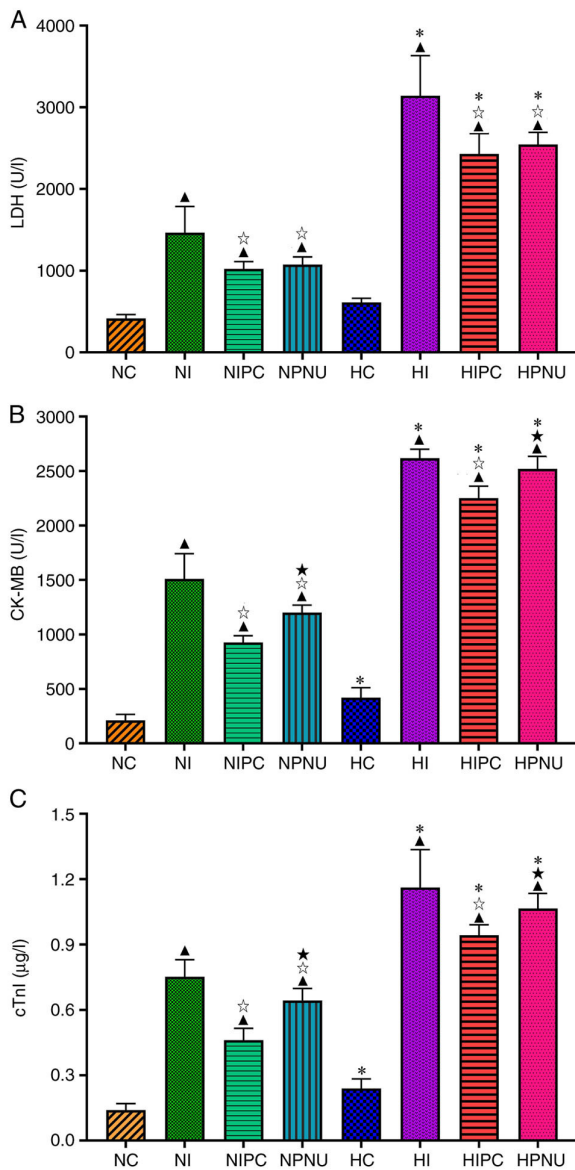 A
LDH (U/l)
4000
3000
2000
1000
0
* ▲
▲
☆ ▲
☆ ▲
* ☆ ▲
* ☆ ▲
NC NI NIPC NPNU HC HI HIPC HPNU
B
CK-MB (U/l)
3000
2500
2000
1500
1000
500
0
▲
☆ ▲
★ ☆ ▲
*
* ▲
* ☆ ▲
* ★ ▲
NC NI NIPC NPNU HC HI HIPC HPNU
C
cTnI (μg/l)
1.5
1.2
0.9
0.6
0.3
0.0
▲
☆ ▲
★ ☆ ▲
*
* ▲
* ☆ ▲
* ★ ▲
NC NI NIPC NPNU HC HI HIPC HPNU